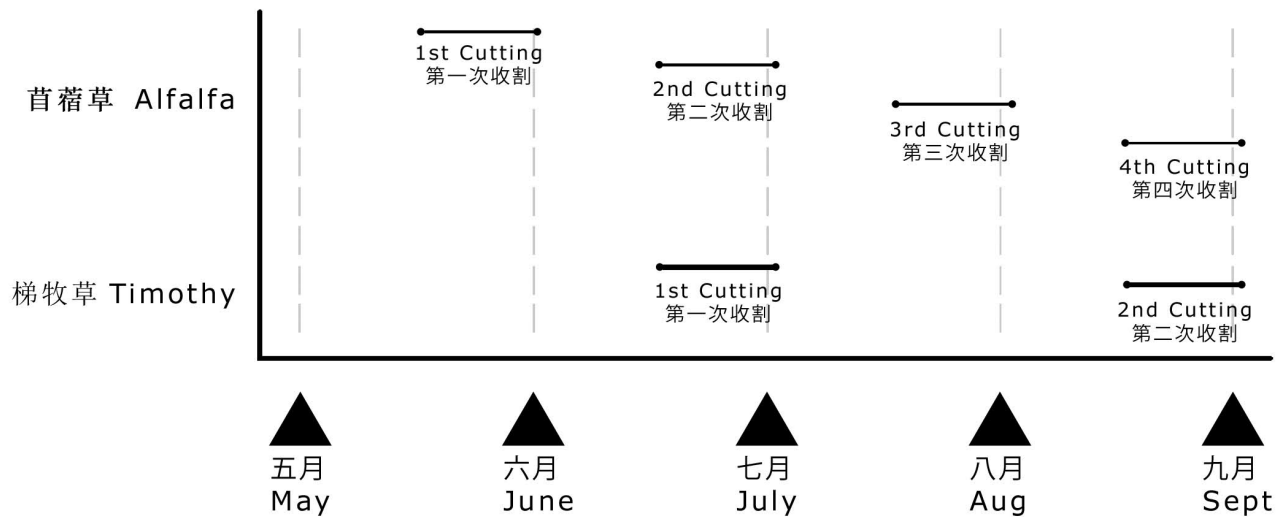 1st Cutting
第一次收割
2nd Cutting
第二次收割
苜蓿草 Alfalfa
3rd Cutting
第三次收割
4th Cutting
第四次收割
梯牧草 Timothy
1st Cutting
第一次收割
2nd Cutting
第二次收割
五月
May
六月
June
七月
July
八月
Aug
九月
Sept